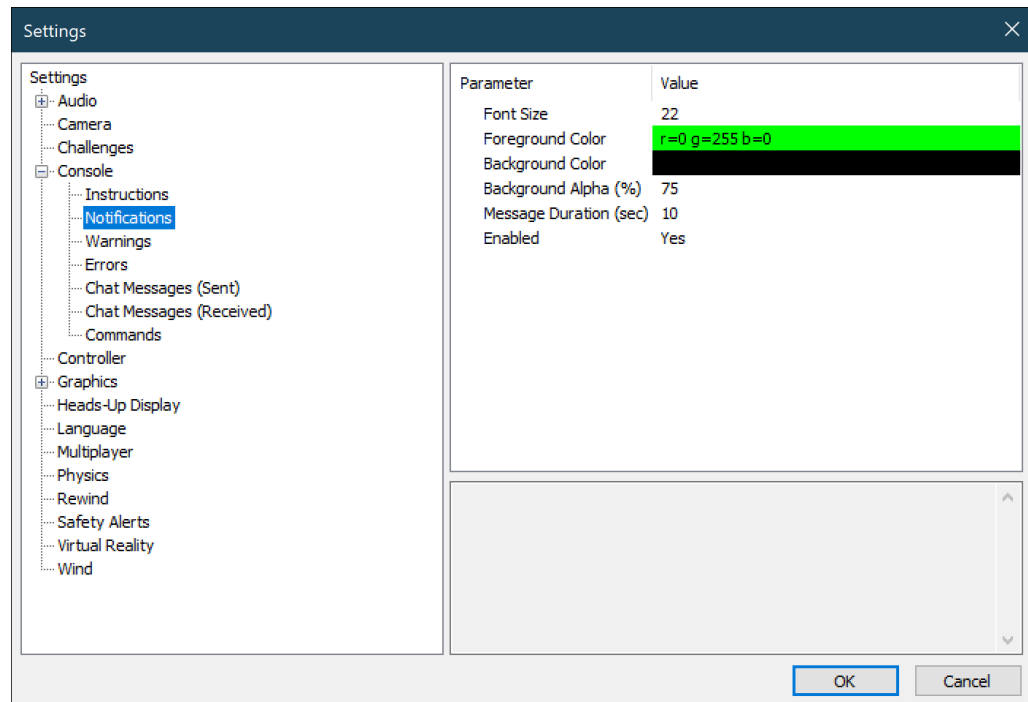 Settings
Settings
Audio
Camera
Challenges
Console
Instructions
Notifications
Warnings
Errors
Chat Messages (Sent)
Chat Messages (Received)
Commands
Controller
Graphics
Heads-Up Display
Language
Multiplayer
Physics
Rewind
Safety Alerts
Virtual Reality
Wind
Parameter Value
Font Size 22
Foreground Color r=0 g=255 b=0
Background Color
Background Alpha (%) 75
Message Duration (sec) 10
Enabled Yes
OK Cancel